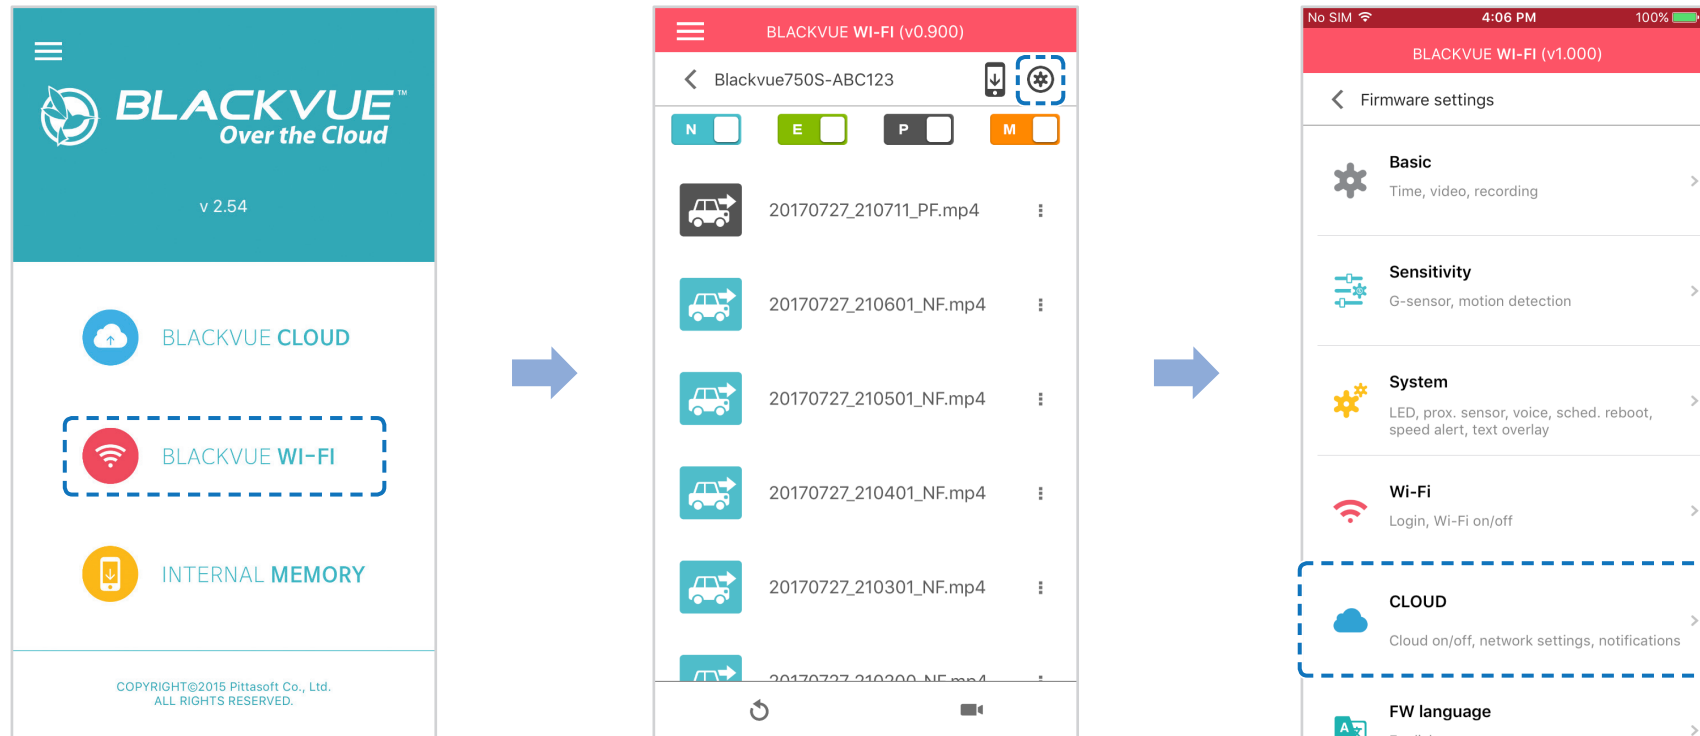 BLACKVUE™
Over the Cloud
v 2.54
BLACKVUE CLOUD
BLACKVUE WI-FI
INTERNAL MEMORY
COPYRIGHT©2015 Pittasoft Co., Ltd.
ALL RIGHTS RESERVED.
BLACKVUE WI-FI (v0.900)
Blackvue750S-ABC123
N E P M
20170727_210711_PF.mp4
20170727_210601_NF.mp4
20170727_210501_NF.mp4
20170727_210401_NF.mp4
20170727_210301_NF.mp4
20170727_210200_NF.mp4
No SIM 4:06 PM 100%
BLACKVUE WI-FI (v1.000)
Firmware settings
Basic
Time, video, recording
Sensitivity
G-sensor, motion detection
System
LED, prox. sensor, voice, sched. reboot,
speed alert, text overlay
Wi-Fi
Login, Wi-Fi on/off
CLOUD
Cloud on/off, network settings, notifications
A
FW language